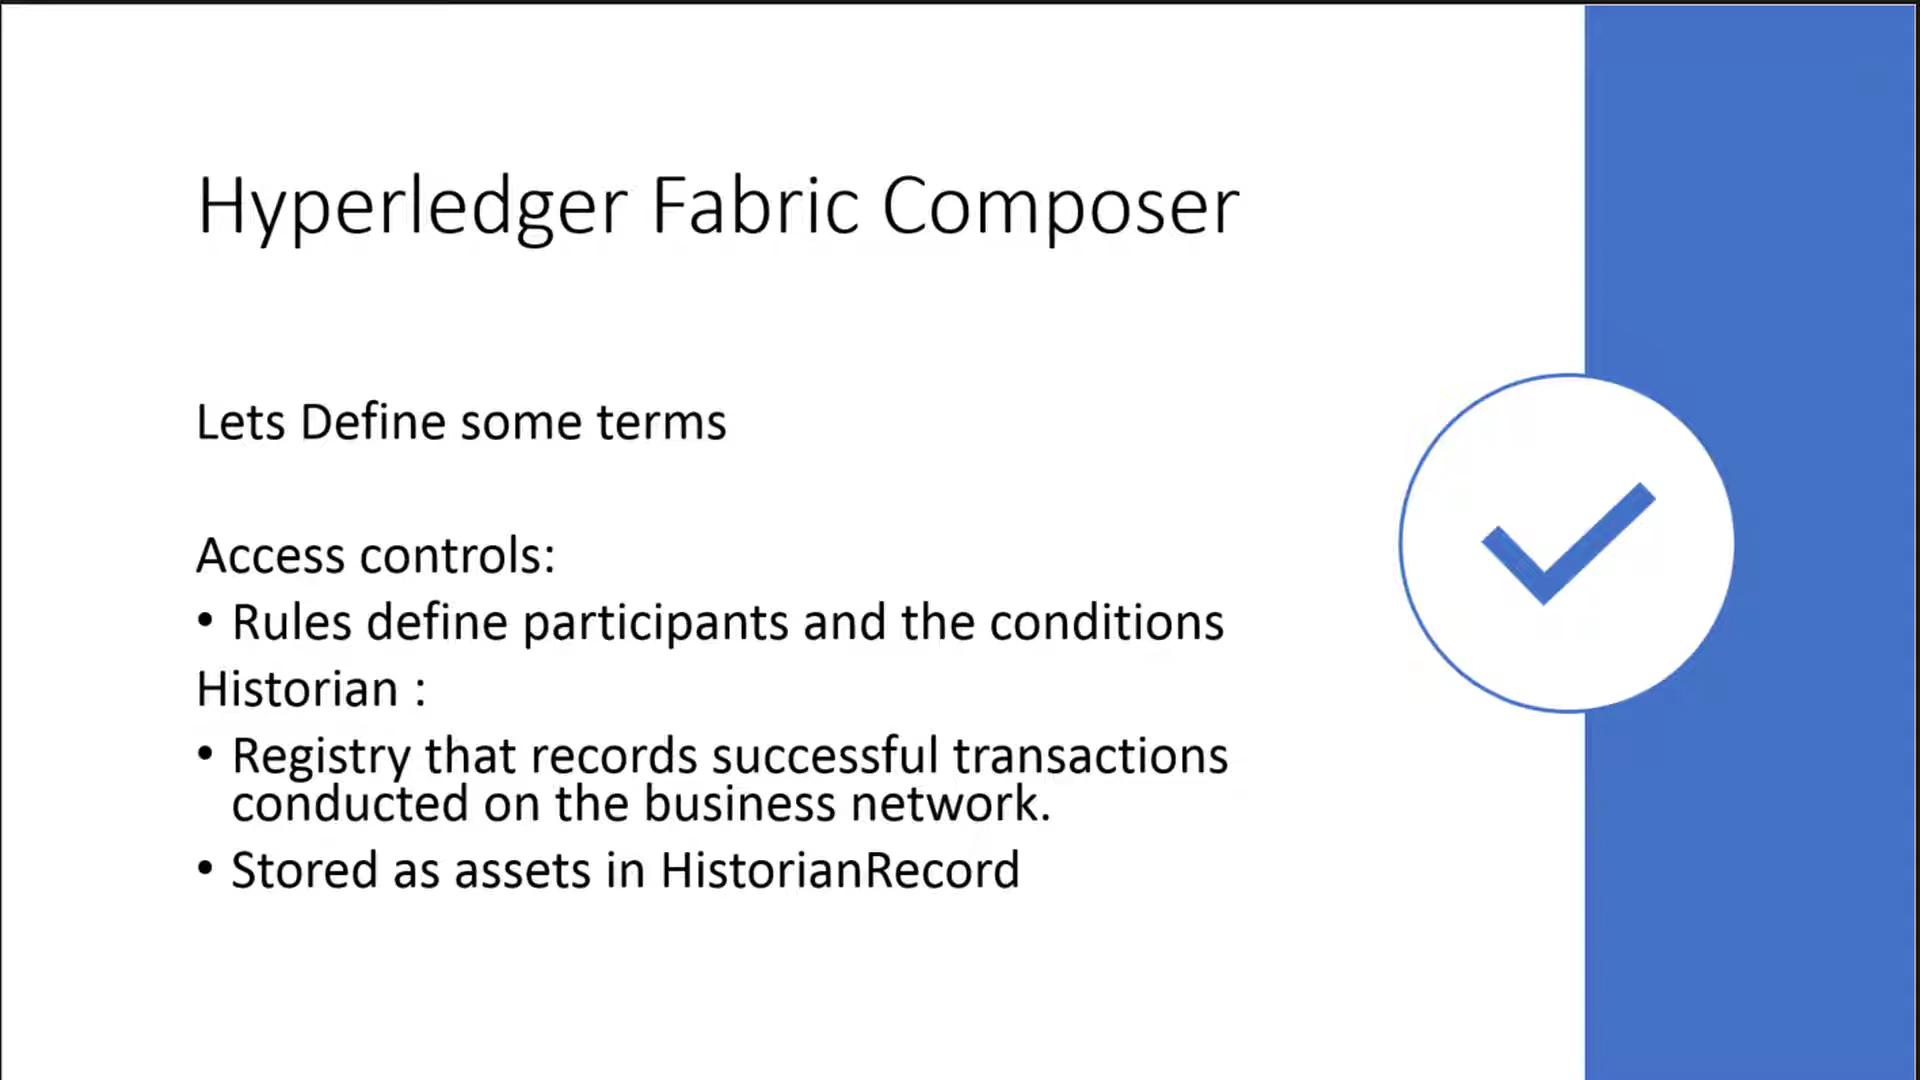 Hyperledger Fabric Composer
Lets Define some terms
Access controls:
• Rules define participants and the conditions
Historian :
• Registry that records successful transactions
conducted on the business network.
• Stored as assets in HistorianRecord